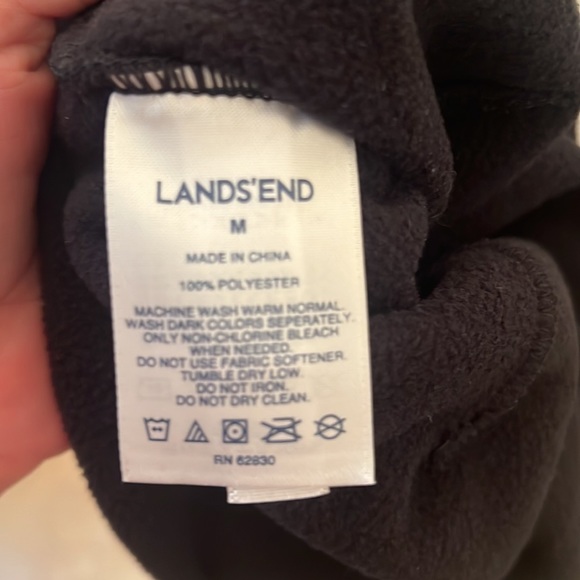 LANDS'END
M
MADE IN CHINA
100% POLYESTER
MACHINE WASH WARM NORMAL.
WASH DARK COLORS SEPERATELY.
ONLY NON-CHLORINE BLEACH
WHEN NEEDED.
DO NOT USE FABRIC SOFTENER.
TUMBLE DRY LOW.
DO NOT IRON.
DO NOT DRY CLEAN.
RN 62830